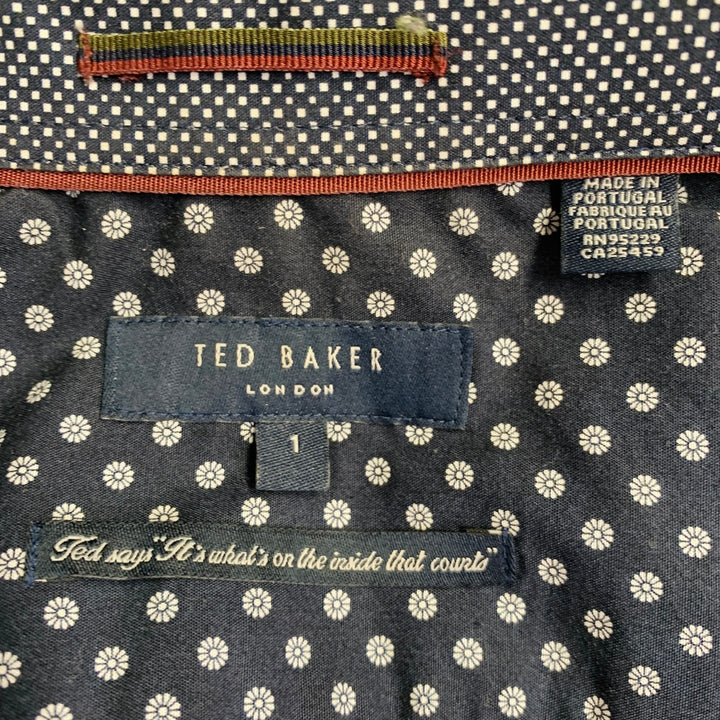 MADE IN
PORTUGAL
FABRIQUE AU
PORTUGAL
RN95229
CA25459
TED BAKER
LONDON
1
Ted says "It's what's on the inside that counts"